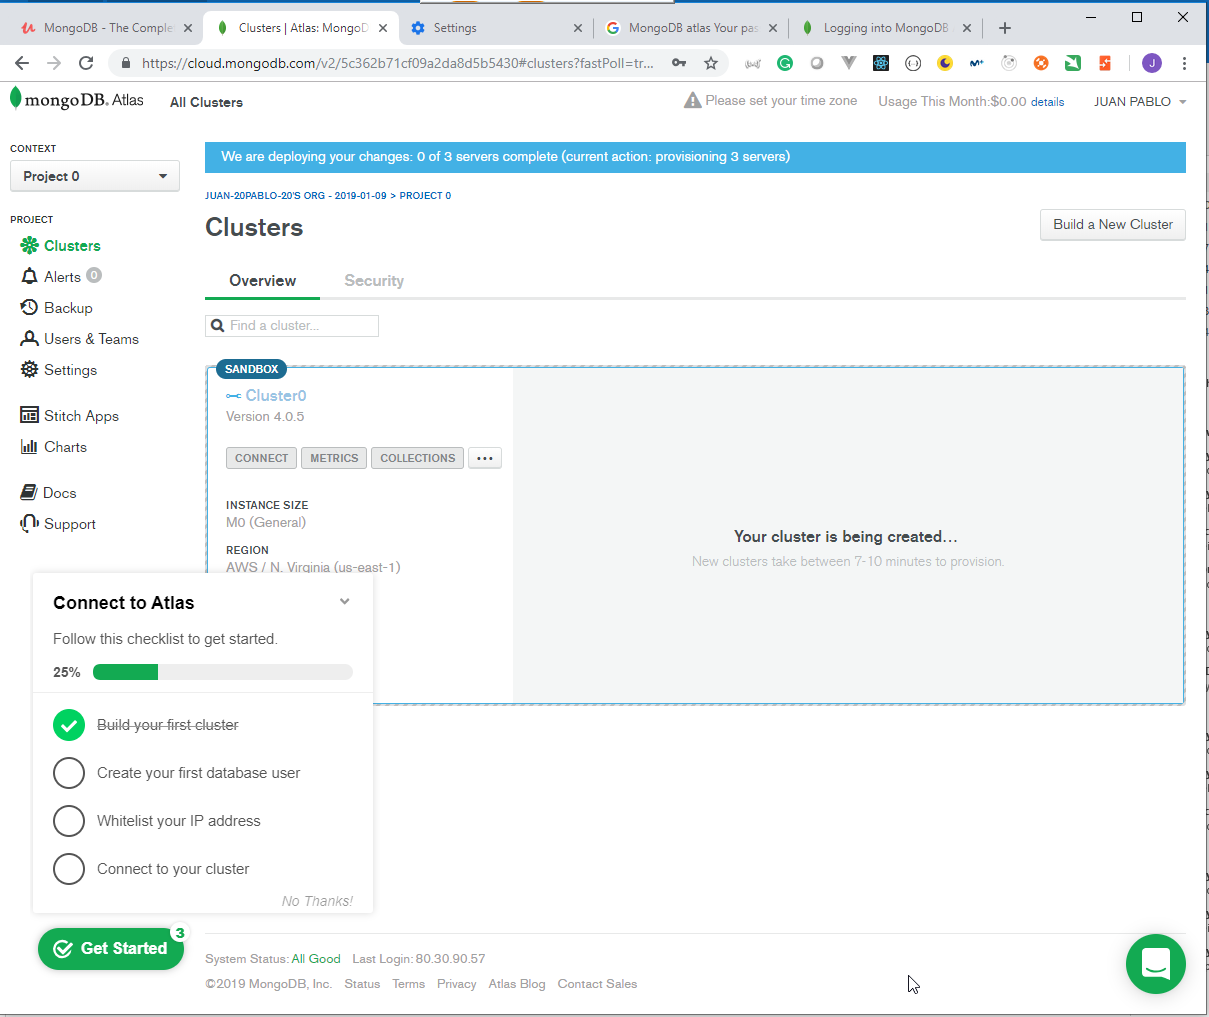 MongoDB - The Comple
Clusters | Atlas: MongoD
Settings
MongoDB atlas Your pas
Logging into MongoDB
https://cloud.mongodb.com/v2/5c362b71cf09a2da8d5b5430#clusters?fastPoll=tr...
J
mongoDB. Atlas
All Clusters
Please set your time zone
Usage This Month:$0.00 details
JUAN PABLO
CONTEXT
Project 0
PROJECT
Clusters
Alerts 0
Backup
Users & Teams
Settings
Stitch Apps
Charts
Docs
Support
We are deploying your changes: 0 of 3 servers complete (current action: provisioning 3 servers)
JUAN-20PABLO-20'S ORG - 2019-01-09 > PROJECT 0
Clusters
Build a New Cluster
Overview
Security
Find a cluster...
SANDBOX
Cluster0
Version 4.0.5
CONNECT
METRICS
COLLECTIONS
...
INSTANCE SIZE
M0 (General)
REGION
AWS / N. Virginia (us-east-1)
Your cluster is being created...
New clusters take between 7-10 minutes to provision.
Connect to Atlas
Follow this checklist to get started.
25%
Build your first cluster
Create your first database user
Whitelist your IP address
Connect to your cluster
No Thanks!
Get Started
3
System Status: All Good Last Login: 80.30.90.57
©2019 MongoDB, Inc. Status Terms Privacy Atlas Blog Contact Sales